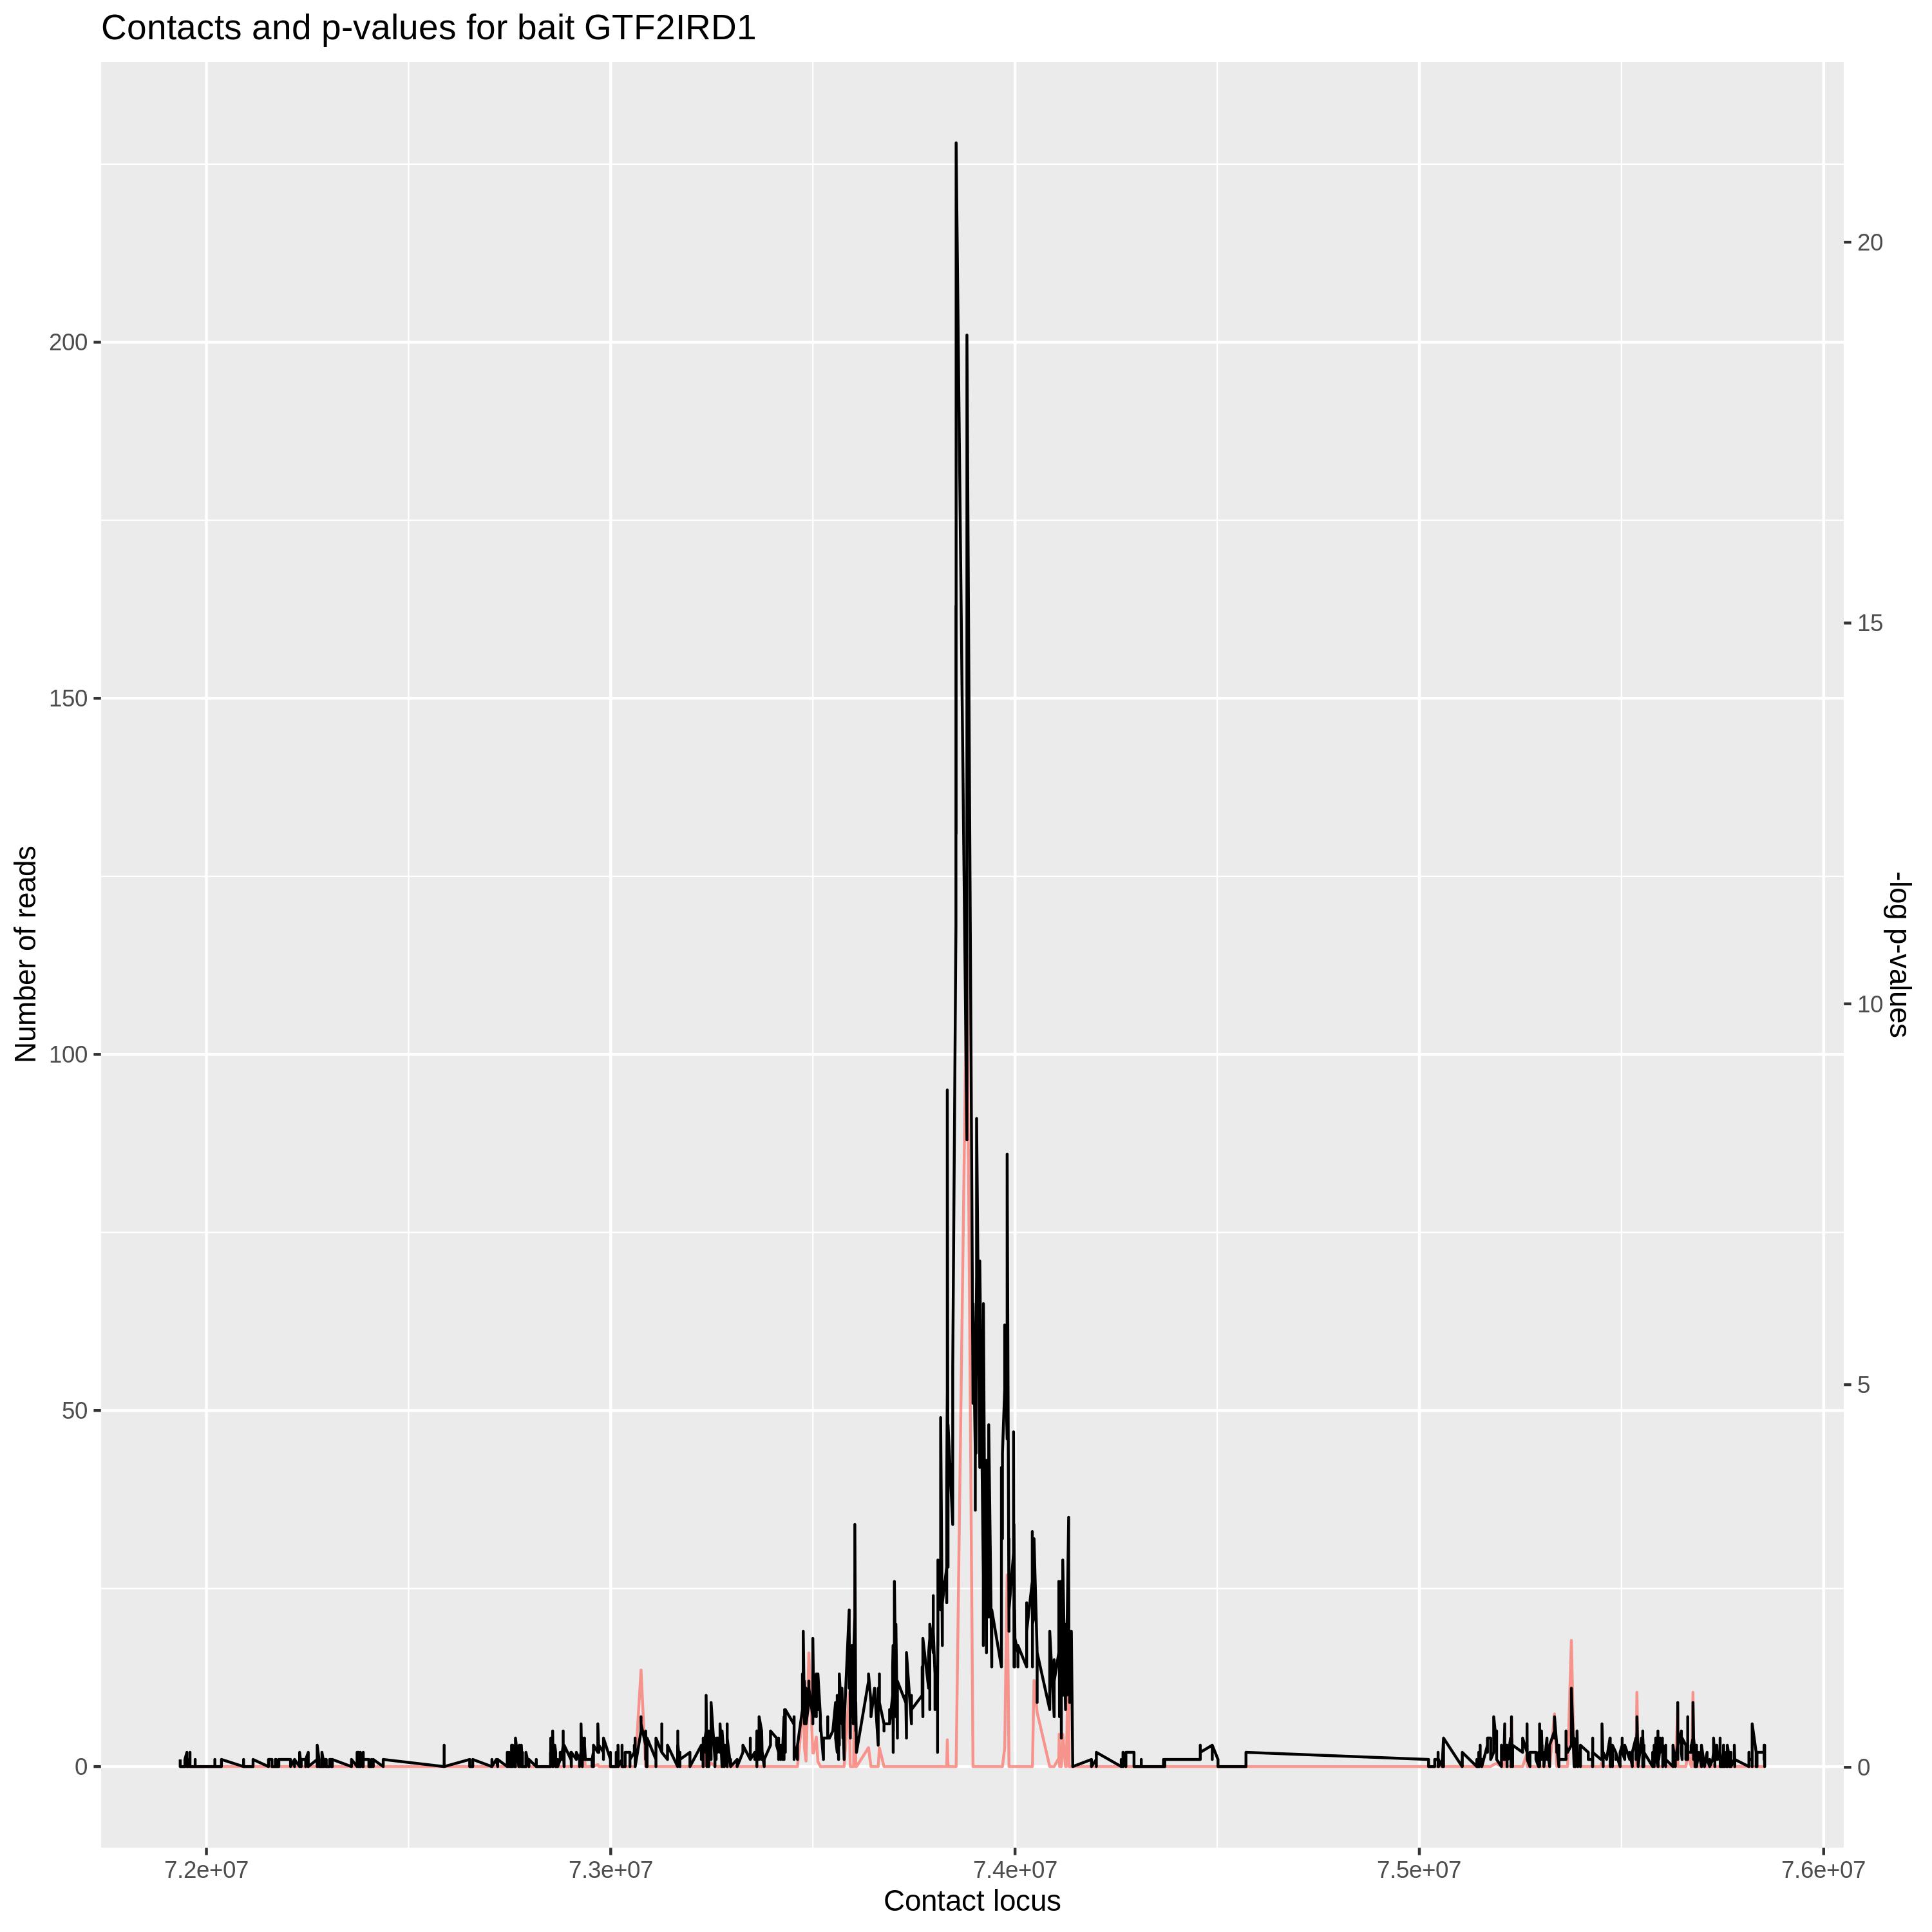 Contacts and p-values for bait GTF2IRD1
Number of reads
200
150
100
50
0
20
15
10
5
0
-log p-values
7.2e+07 7.3e+07 7.4e+07 7.5e+07 7.6e+07
Contact locus